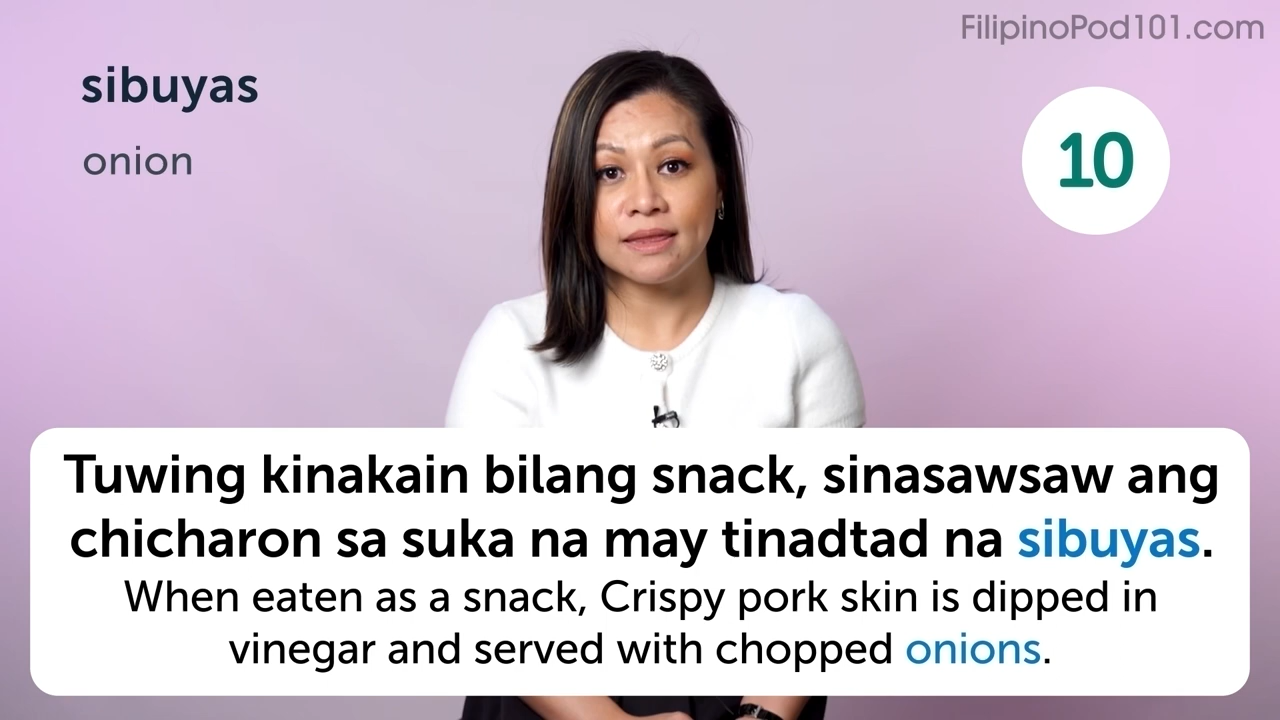 FilipinoPod101.com
sibuyas
onion
10
Tuwing kinakain bilang snack, sinasawsaw ang
chicharon sa suka na may tinadtad na sibuyas.
When eaten as a snack, Crispy pork skin is dipped in
vinegar and served with chopped onions.